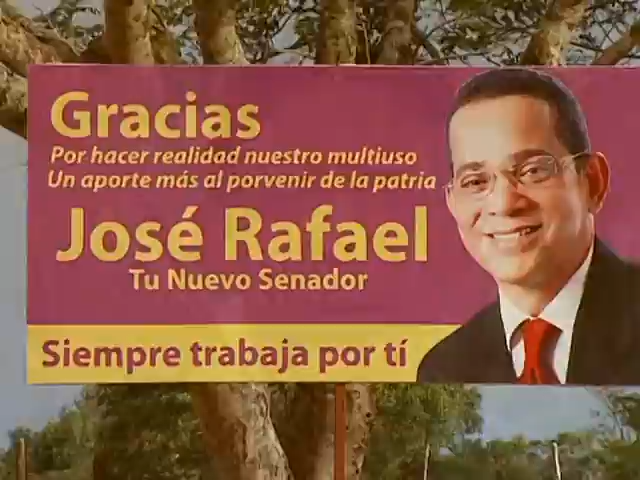 Gracias
Por hacer realidad nuestro multiuso
Un aporte más al porvenir de la patria
José Rafael
Tu Nuevo Senador
Siempre trabaja por tí